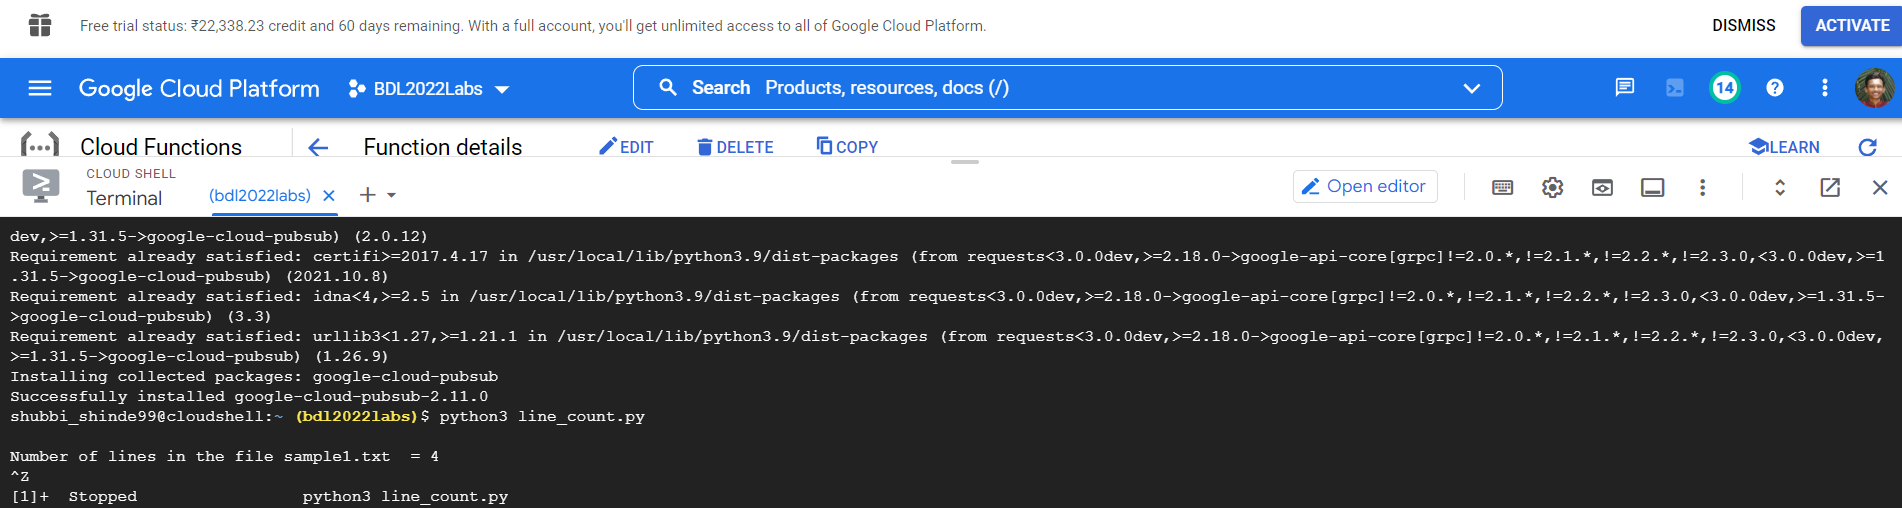 Free trial status: ₹22,338.23 credit and 60 days remaining. With a full account, you'll get unlimited access to all of Google Cloud Platform.
DISMISS
ACTIVATE
Google Cloud Platform
BDL2022Labs
Search Products, resources, docs (/)
14
Cloud Functions
Function details
EDIT
DELETE
COPY
LEARN
CLOUD SHELL
Terminal
(bdl2022labs)
Open editor
dev,>=1.31.5->google-cloud-pubsub) (2.0.12)
Requirement already satisfied: certifi>=2017.4.17 in /usr/local/lib/python3.9/dist-packages (from requests<3.0.0dev,>=2.18.0->google-api-core[grpc]!=2.0.*,!=2.1.*,!=2.2.*,!=2.3.0,<3.0.0dev,>=1
.31.5->google-cloud-pubsub) (2021.10.8)
Requirement already satisfied: idna<4,>=2.5 in /usr/local/lib/python3.9/dist-packages (from requests<3.0.0dev,>=2.18.0->google-api-core[grpc]!=2.0.*,!=2.1.*,!=2.2.*,!=2.3.0,<3.0.0dev,>=1.31.5-
>google-cloud-pubsub) (3.3)
Requirement already satisfied: urllib3<1.27,>=1.21.1 in /usr/local/lib/python3.9/dist-packages (from requests<3.0.0dev,>=2.18.0->google-api-core[grpc]!=2.0.*,!=2.1.*,!=2.2.*,!=2.3.0,<3.0.0dev,
>=1.31.5->google-cloud-pubsub) (1.26.9)
Installing collected packages: google-cloud-pubsub
Successfully installed google-cloud-pubsub-2.11.0
shubbi_shinde99@cloudshell:~ (bdl2022labs)$ python3 line_count.py
Number of lines in the file sample1.txt  = 4
^Z
[1]+  Stopped                 python3 line_count.py